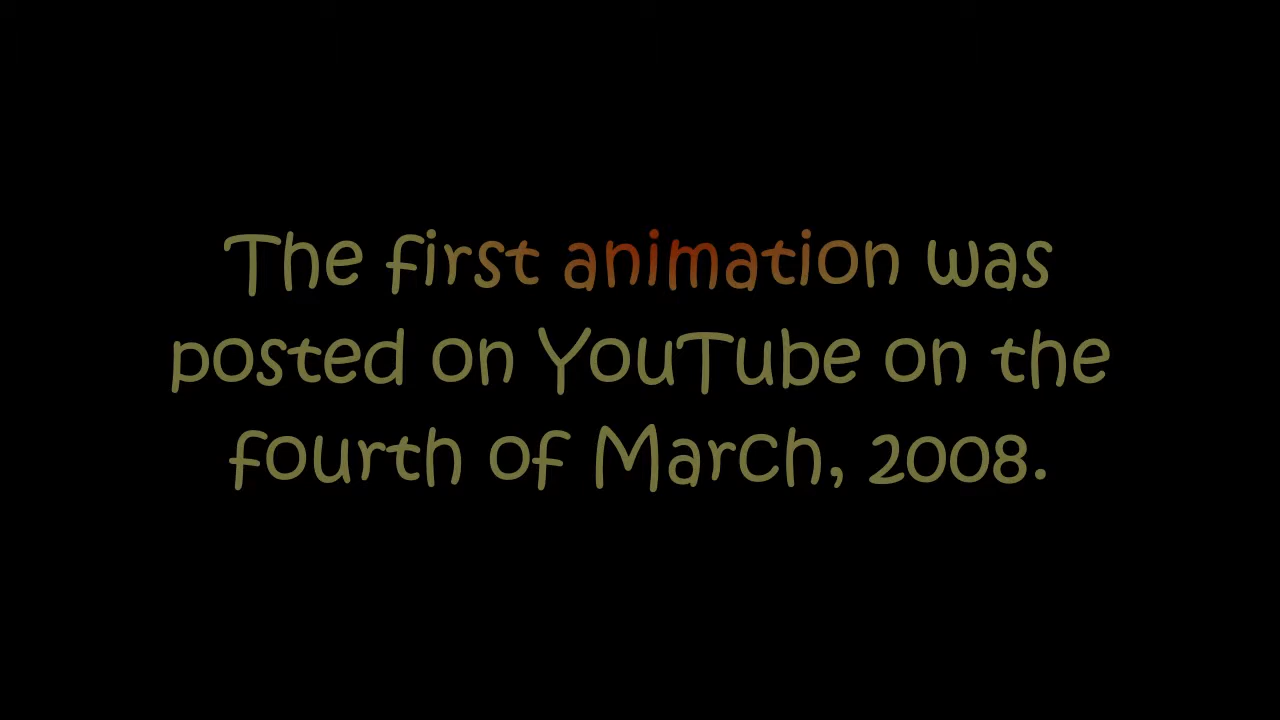 The first animation was
posted on YouTube on the
fourth of March, 2008.